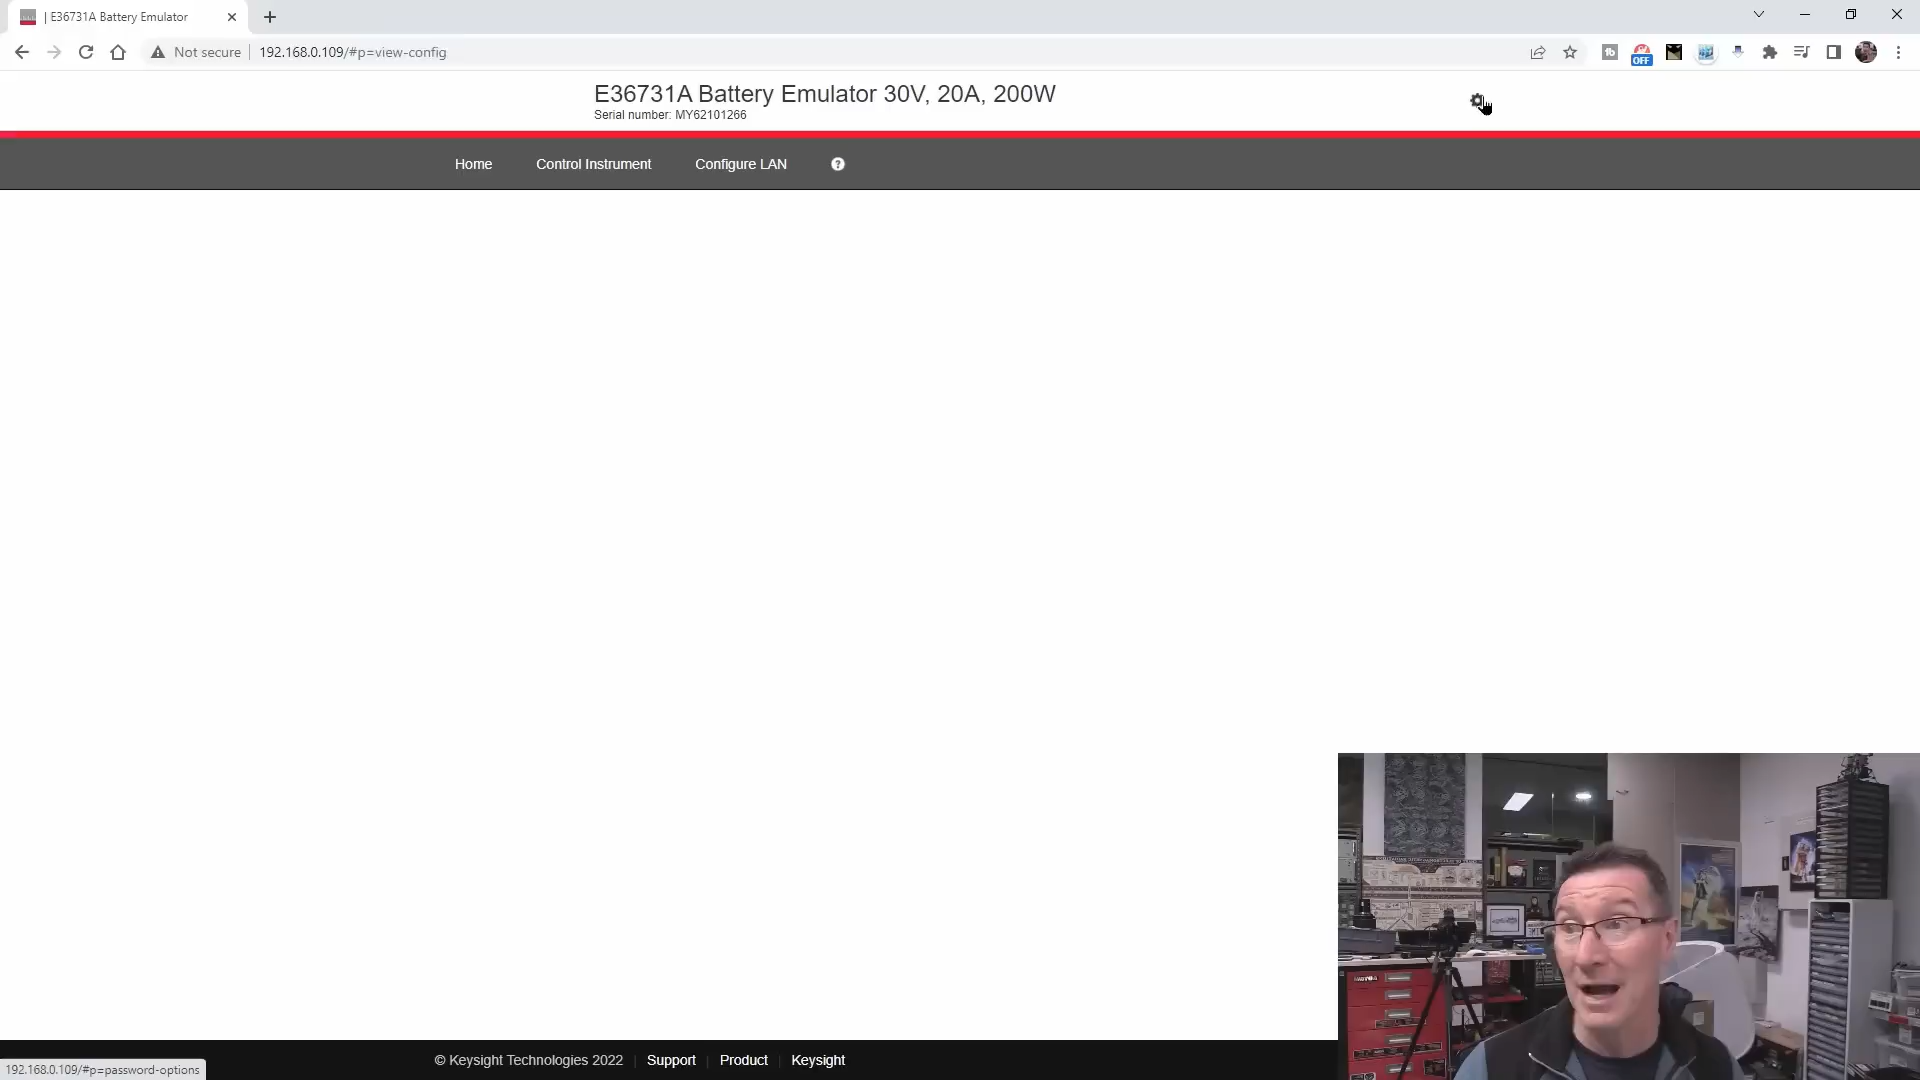 | E36731A Battery Emulator
Not secure
192.168.0.109/#p=view-config
OFF
E36731A Battery Emulator 30V, 20A, 200W
Serial number: MY62101266
Home
Control Instrument
Configure LAN
?
© Keysight Technologies 2022
Support
Product
Keysight
192.168.0.109/#p=password-options